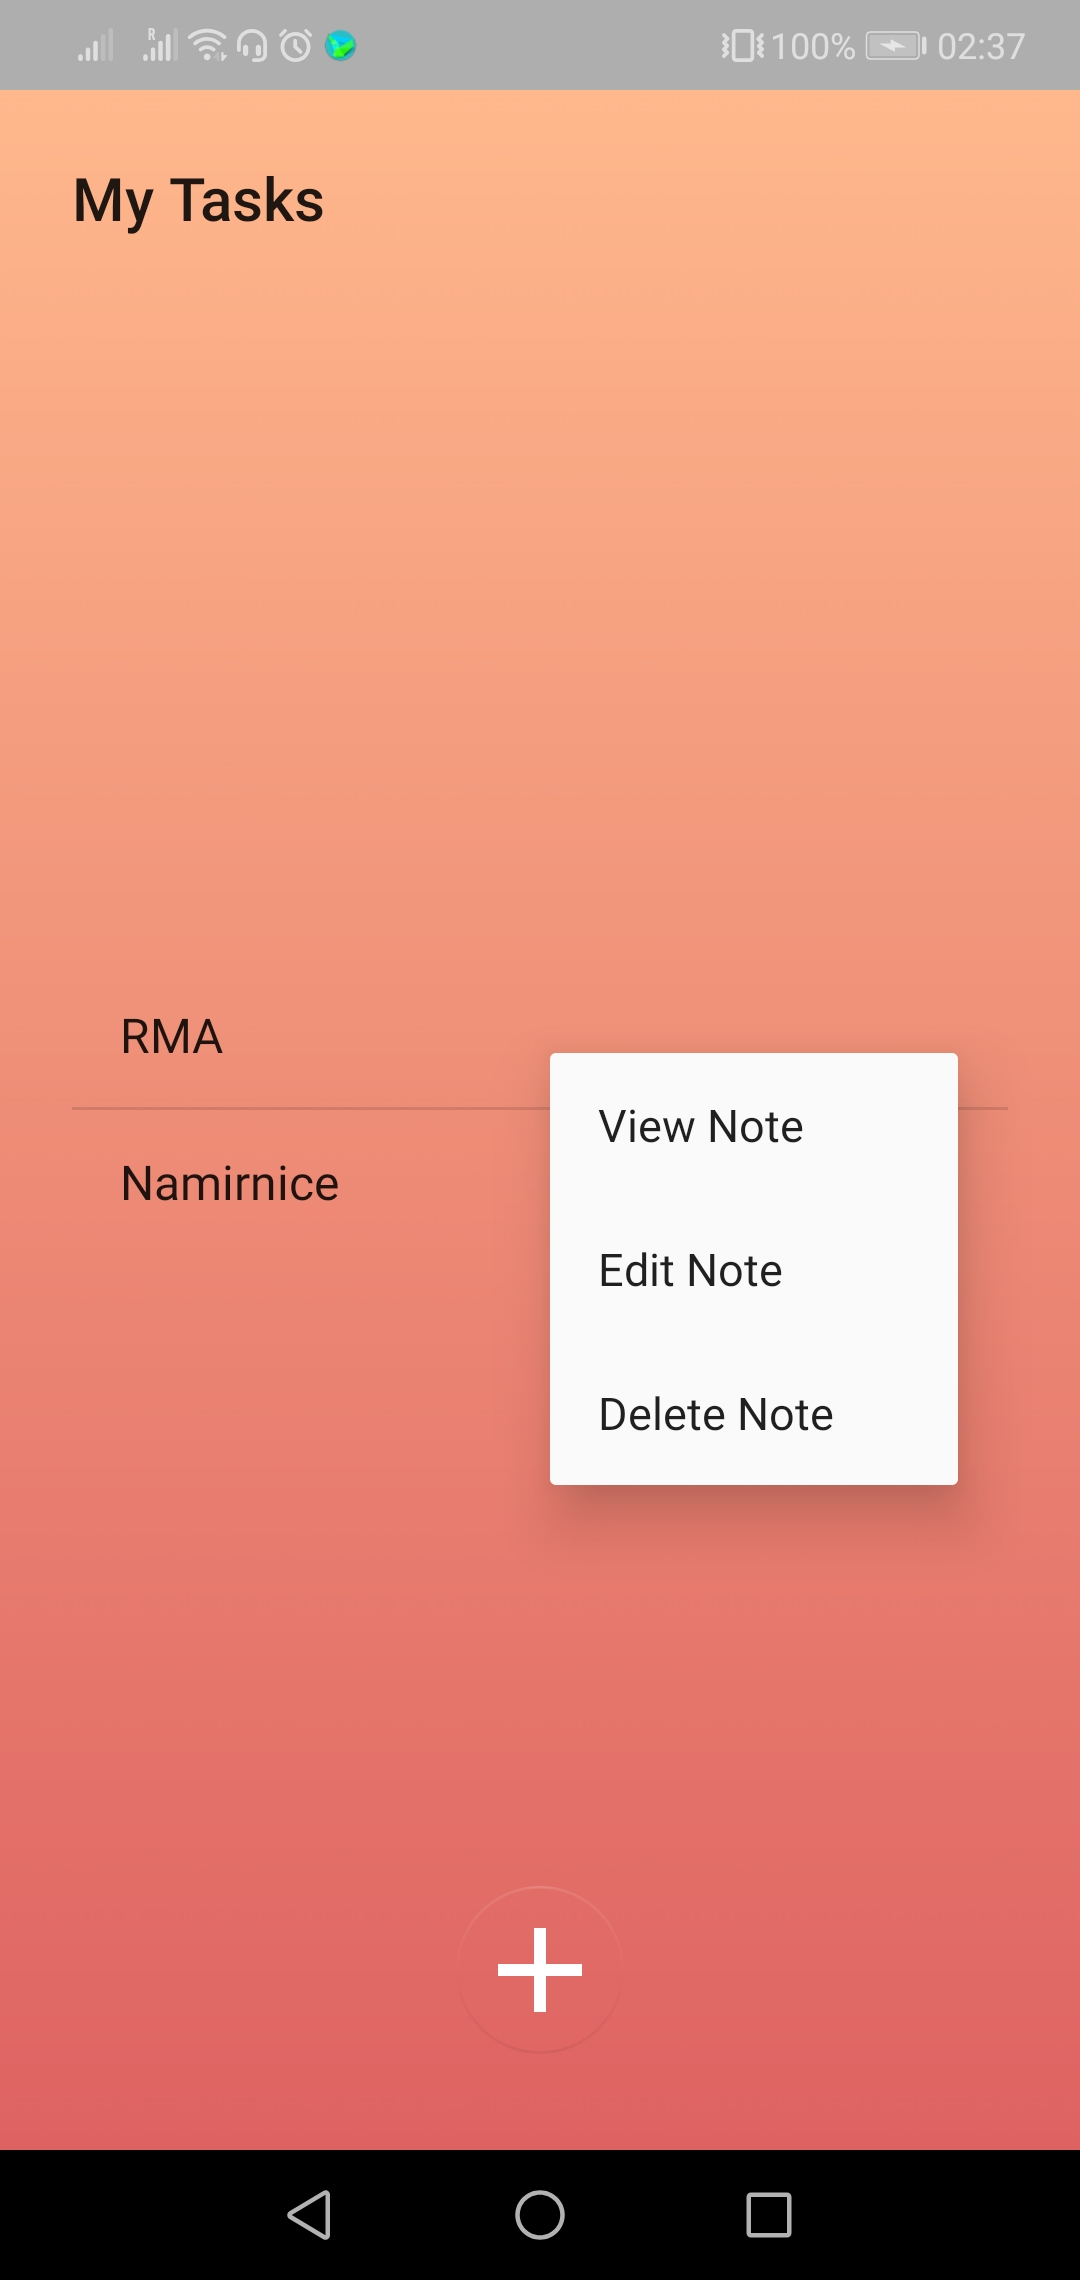 R
100% 02:37
My Tasks
RMA
Namirnice
View Note
Edit Note
Delete Note